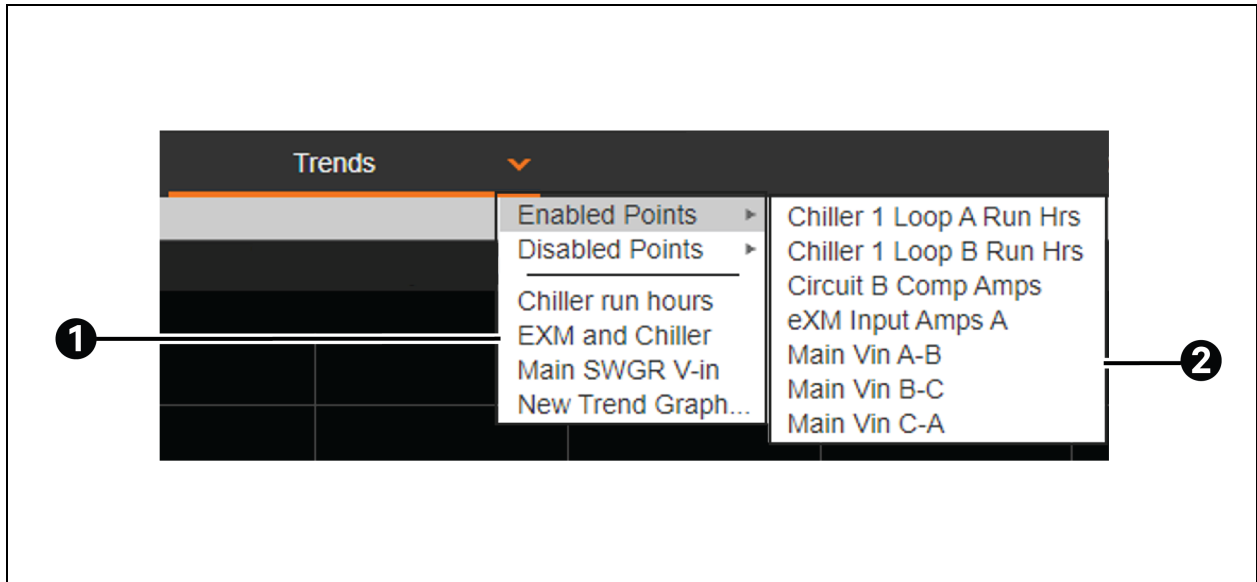 Trends
Enabled Points
Disabled Points
Chiller run hours
EXM and Chiller
Main SWGR V-in
New Trend Graph...
Chiller 1 Loop A Run Hrs
Chiller 1 Loop B Run Hrs
Circuit B Comp Amps
eXM Input Amps A
Main Vin A-B
Main Vin B-C
Main Vin C-A
1
2